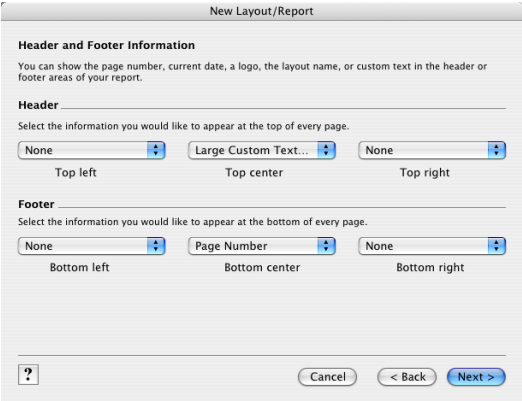 New Layout/Report
Header and Footer Information
You can show the page number, current date, a logo, the layout name, or custom text in the header or
footer areas of your report.
Header
Select the information you would like to appear at the top of every page.
None Large Custom Text... None
Top left Top center Top right
Footer
Select the information you would like to appear at the bottom of every page.
None Page Number None
Bottom left Bottom center Bottom right
? Cancel < Back Next >